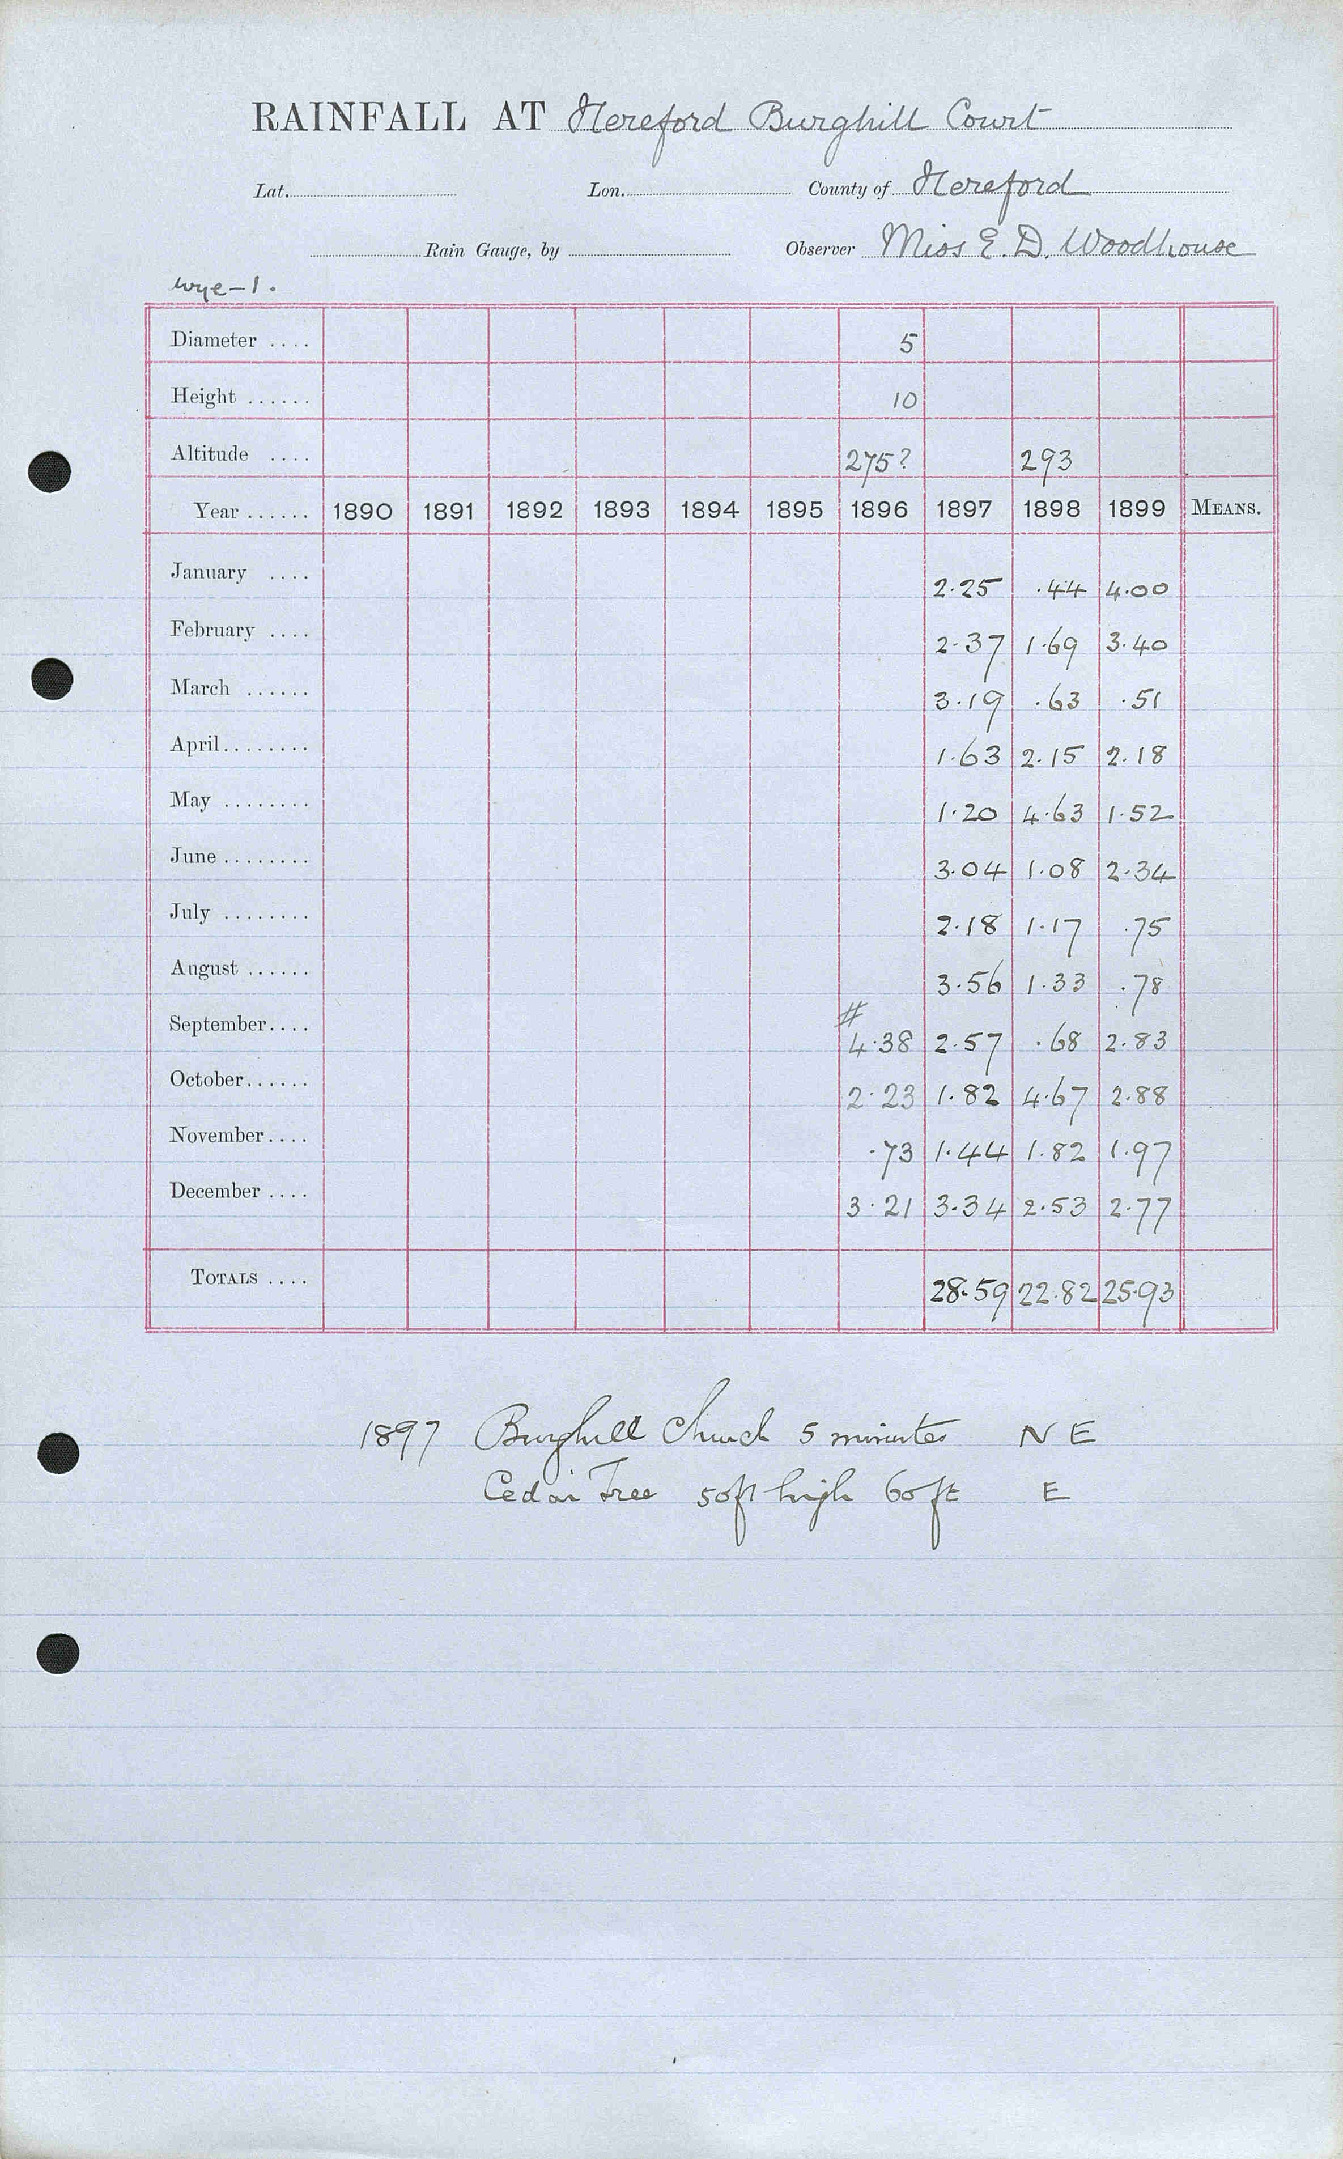 RAINFALL AT Hereford Burghill Court
Lat. Lon. County of Hereford
Rain Gauge, by Observer Miss E. D. Woodhouse
Wye-1.
Diameter .... 5
Height ...... 10
Altitude .... 275? 293
Year ...... 1890 1891 1892 1893 1894 1895 1896 1897 1898 1899 MEANS.
January .... 2.25 .44 4.00
February .... 2.37 1.69 3.40
March ...... 3.19 .63 .51
April........ 1.63 2.15 2.18
May ........ 1.20 4.63 1.52
June ........ 3.04 1.08 2.34
July ........ 2.18 1.17 .75
August ...... 3.56 1.33 .78
#
September.... 4.38 2.57 .68 2.83
October...... 2.23 1.82 4.67 2.88
November.... .73 1.44 1.82 1.97
December .... 3.21 3.34 2.53 2.77
TOTALS .... 28.59 22.82 25.93
1897 Burghill Church 5 minutes N E
Cedar Tree 50ft high 60 ft E